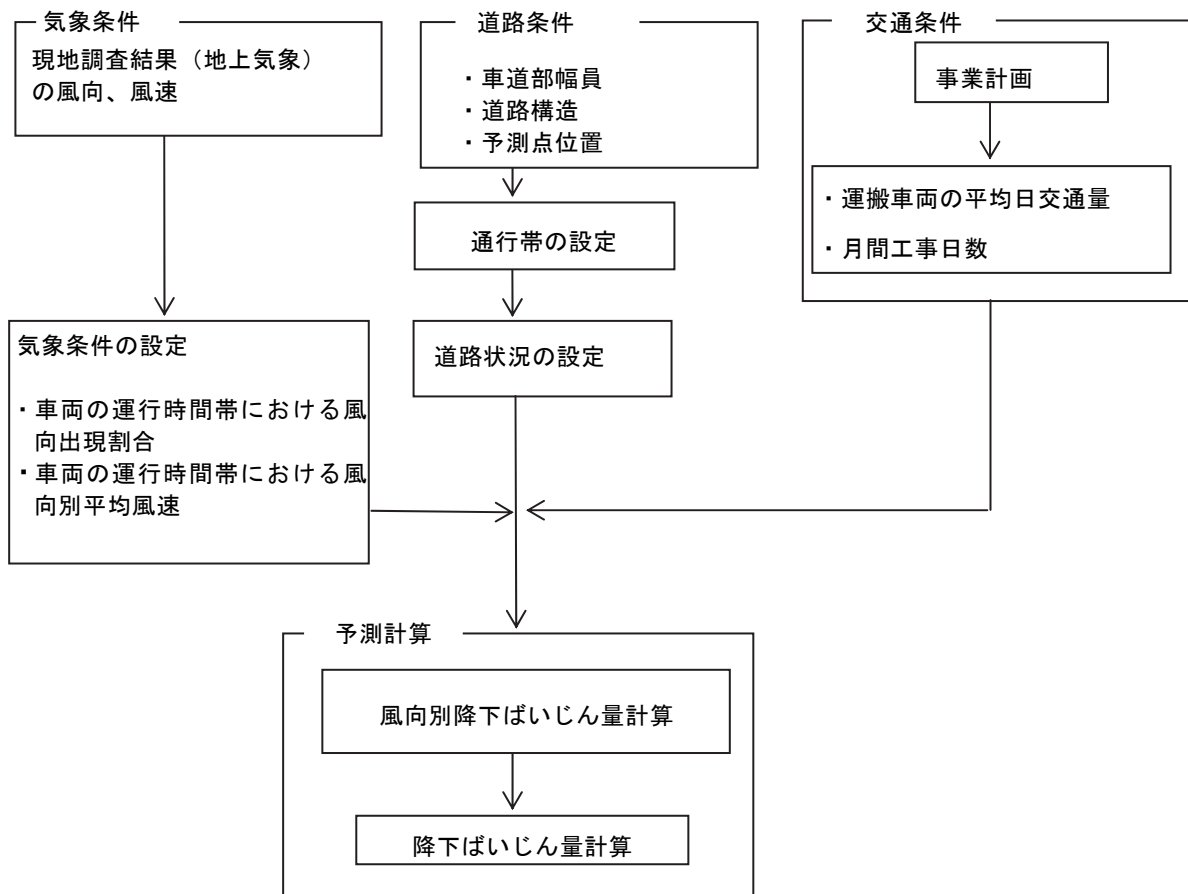 気象条件
現地調査結果（地上気象）
の風向、風速
道路条件
・車道部幅員
・道路構造
・予測点位置
交通条件
事業計画
・運搬車両の平均日交通量
・月間工事日数
通行帯の設定
気象条件の設定
・車両の運行時間帯における風
向出現割合
・車両の運行時間帯における風
向別平均風速
道路状況の設定
予測計算
風向別降下ばいじん量計算
降下ばいじん量計算